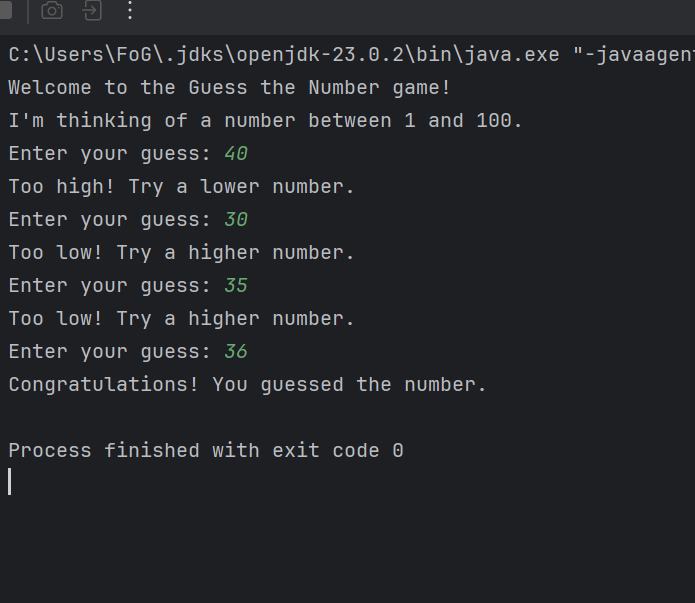 C:\Users\FoG\.jdks\openjdk-23.0.2\bin\java.exe "-javaagent
Welcome to the Guess the Number game!
I'm thinking of a number between 1 and 100.
Enter your guess: 40
Too high! Try a lower number.
Enter your guess: 30
Too low! Try a higher number.
Enter your guess: 35
Too low! Try a higher number.
Enter your guess: 36
Congratulations! You guessed the number.
Process finished with exit code 0